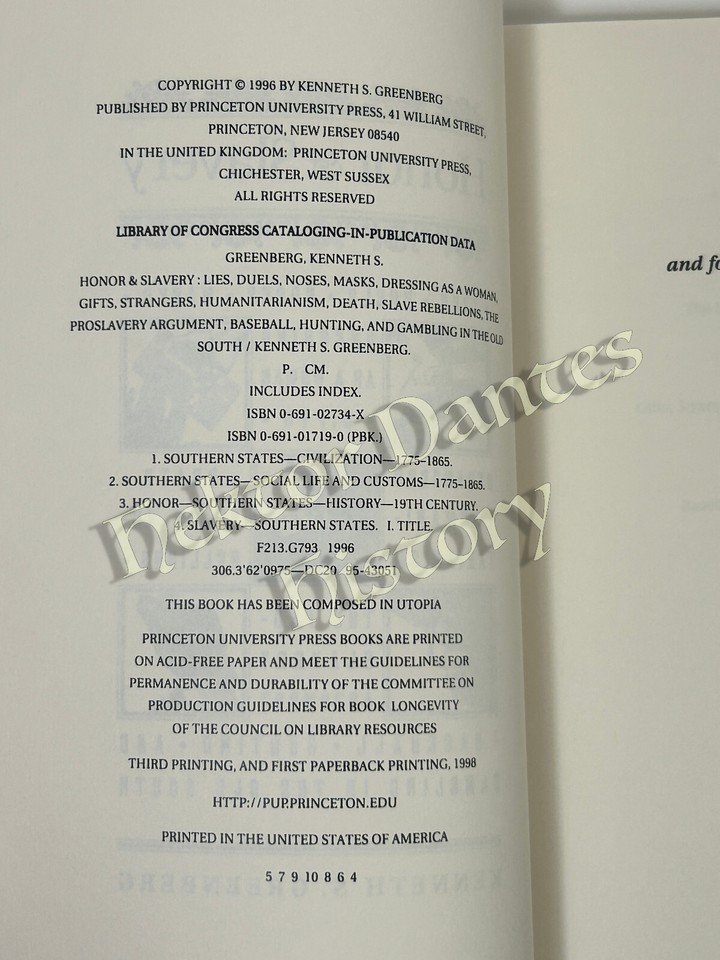 COPYRIGHT © 1996 BY KENNETH S. GREENBERG
PUBLISHED BY PRINCETON UNIVERSITY PRESS, 41 WILLIAM STREET,
PRINCETON, NEW JERSEY 08540
IN THE UNITED KINGDOM: PRINCETON UNIVERSITY PRESS,
CHICHESTER, WEST SUSSEX
ALL RIGHTS RESERVED
LIBRARY OF CONGRESS CATALOGING-IN-PUBLICATION DATA
GREENBERG, KENNETH S.
HONOR & SLAVERY : LIES, DUELS, NOSES, MASKS, DRESSING AS A WOMAN,
GIFTS, STRANGERS, HUMANITARIANISM, DEATH, SLAVE REBELLIONS, THE
PROSLAVERY ARGUMENT, BASEBALL, HUNTING, AND GAMBLING IN THE OLD
SOUTH / KENNETH S. GREENBERG.
P. CM.
INCLUDES INDEX.
ISBN 0-691-02734-X
ISBN 0-691-01719-0 (PBK.)
1. SOUTHERN STATES—CIVILIZATION—1775–1865.
2. SOUTHERN STATES—SOCIAL LIFE AND CUSTOMS—1775–1865.
3. HONOR—SOUTHERN STATES—HISTORY—19TH CENTURY.
4. SLAVERY—SOUTHERN STATES. I. TITLE.
F213.G793 1996
306.3'62'0975—DC20 95-43051
THIS BOOK HAS BEEN COMPOSED IN UTOPIA
PRINCETON UNIVERSITY PRESS BOOKS ARE PRINTED
ON ACID-FREE PAPER AND MEET THE GUIDELINES FOR
PERMANENCE AND DURABILITY OF THE COMMITTEE ON
PRODUCTION GUIDELINES FOR BOOK LONGEVITY
OF THE COUNCIL ON LIBRARY RESOURCES
THIRD PRINTING, AND FIRST PAPERBACK PRINTING, 1998
HTTP://PUP.PRINCETON.EDU
PRINTED IN THE UNITED STATES OF AMERICA
5 7 9 10 8 6 4
and fo
Hektor Dantes
History